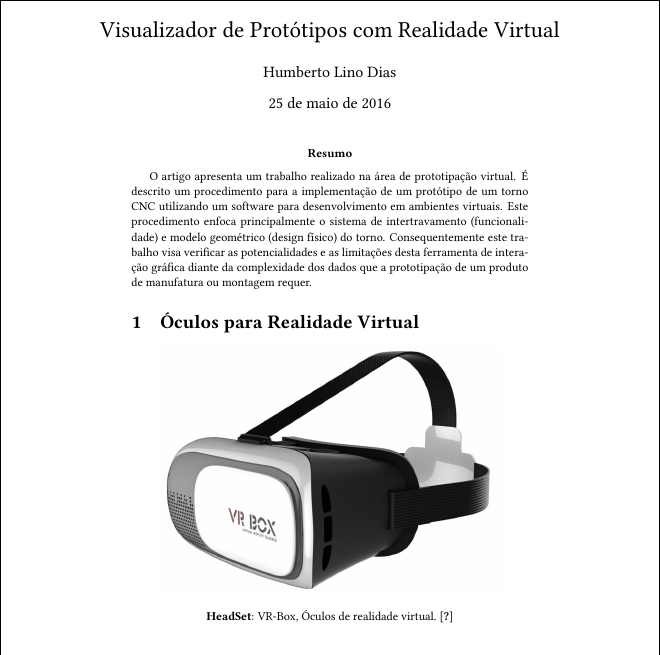 Visualizador de Protótipos com Realidade Virtual
Humberto Lino Dias
25 de maio de 2016
Resumo
O artigo apresenta um trabalho realizado na área de prototipação virtual. É
descrito um procedimento para a implementação de um protótipo de um torno
CNC utilizando um software para desenvolvimento em ambientes virtuais. Este
procedimento enfoca principalmente o sistema de intertravamento (funcionali-
dade) e modelo geométrico (design físico) do torno. Consequentemente este tra-
balho visa verificar as potencialidades e as limitações desta ferramenta de intera-
ção gráfica diante da complexidade dos dados que a prototipação de um produto
de manufatura ou montagem requer.
1 Óculos para Realidade Virtual
VR BOX
VIRTUAL REALITY GLASSES
HeadSet: VR-Box, Óculos de realidade virtual. [?]